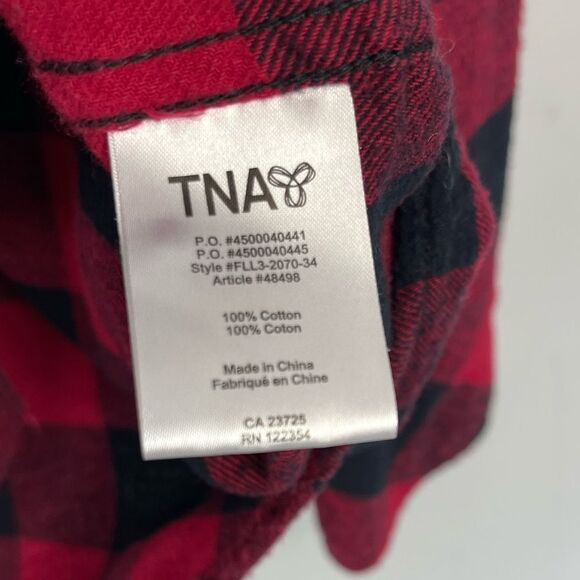 TNA
P.O. #4500040441
P.O. #4500040445
Style #FLL3-2070-34
Article #48498
100% Cotton
100% Coton
Made in China
Fabriqué en Chine
CA 23725
RN 122354